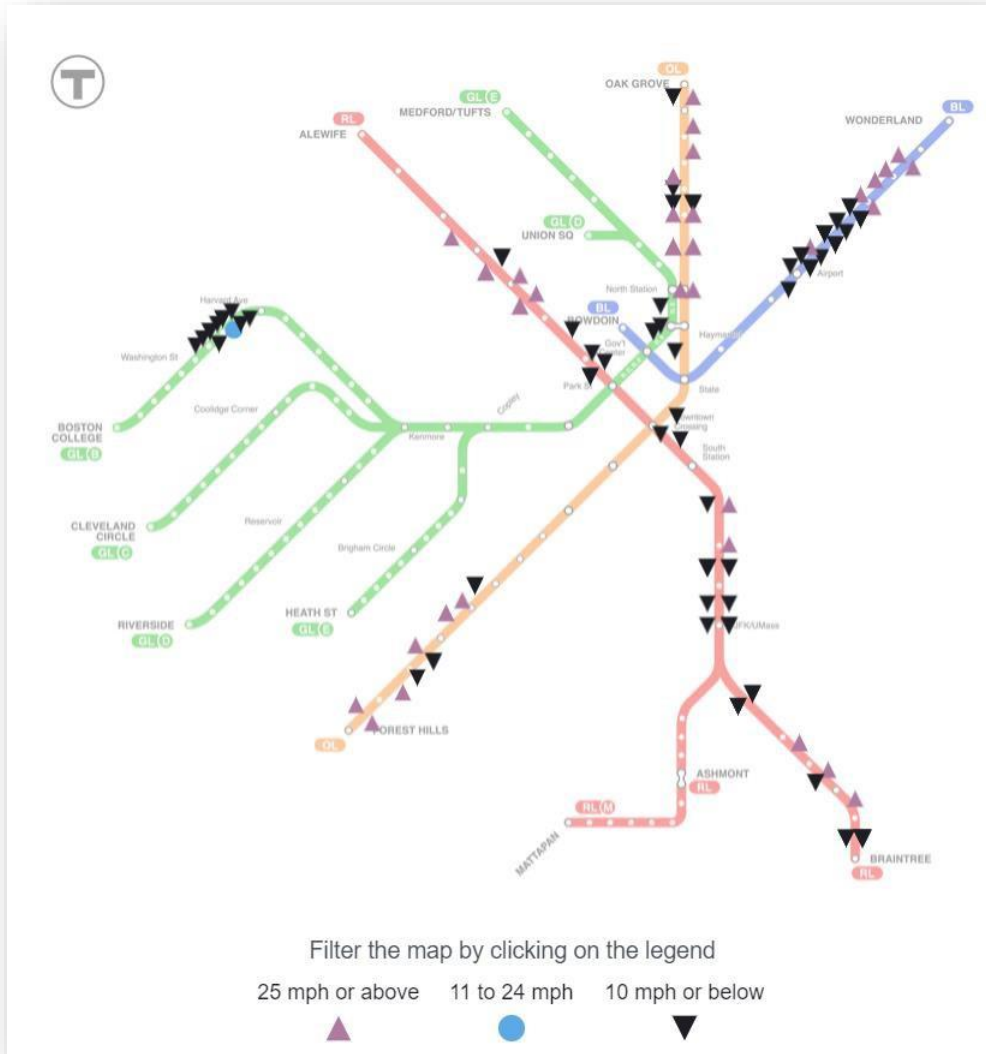 T
OL
OAK GROVE
GL E
MEDFORD/TUFTS
BL
WONDERLAND
RL
ALEWIFE
GL D
UNION SQ
Airport
North Station
Harvard Ave
BL
BOWDOIN
Haymarket
Gov't
Center
Washington St
Park St
State
Coolidge Corner
Copley
Downtown
Crossing
BOSTON
COLLEGE
GL B
Kenmore
South
Station
CLEVELAND
CIRCLE
GL C
Reservoir
Brigham Circle
HEATH ST
GL E
RIVERSIDE
GL D
JFK/UMass
FOREST HILLS
OL
ASHMONT
RL
RL M
MATTAPAN
BRAINTREE
RL
Filter the map by clicking on the legend
25 mph or above
11 to 24 mph
10 mph or below